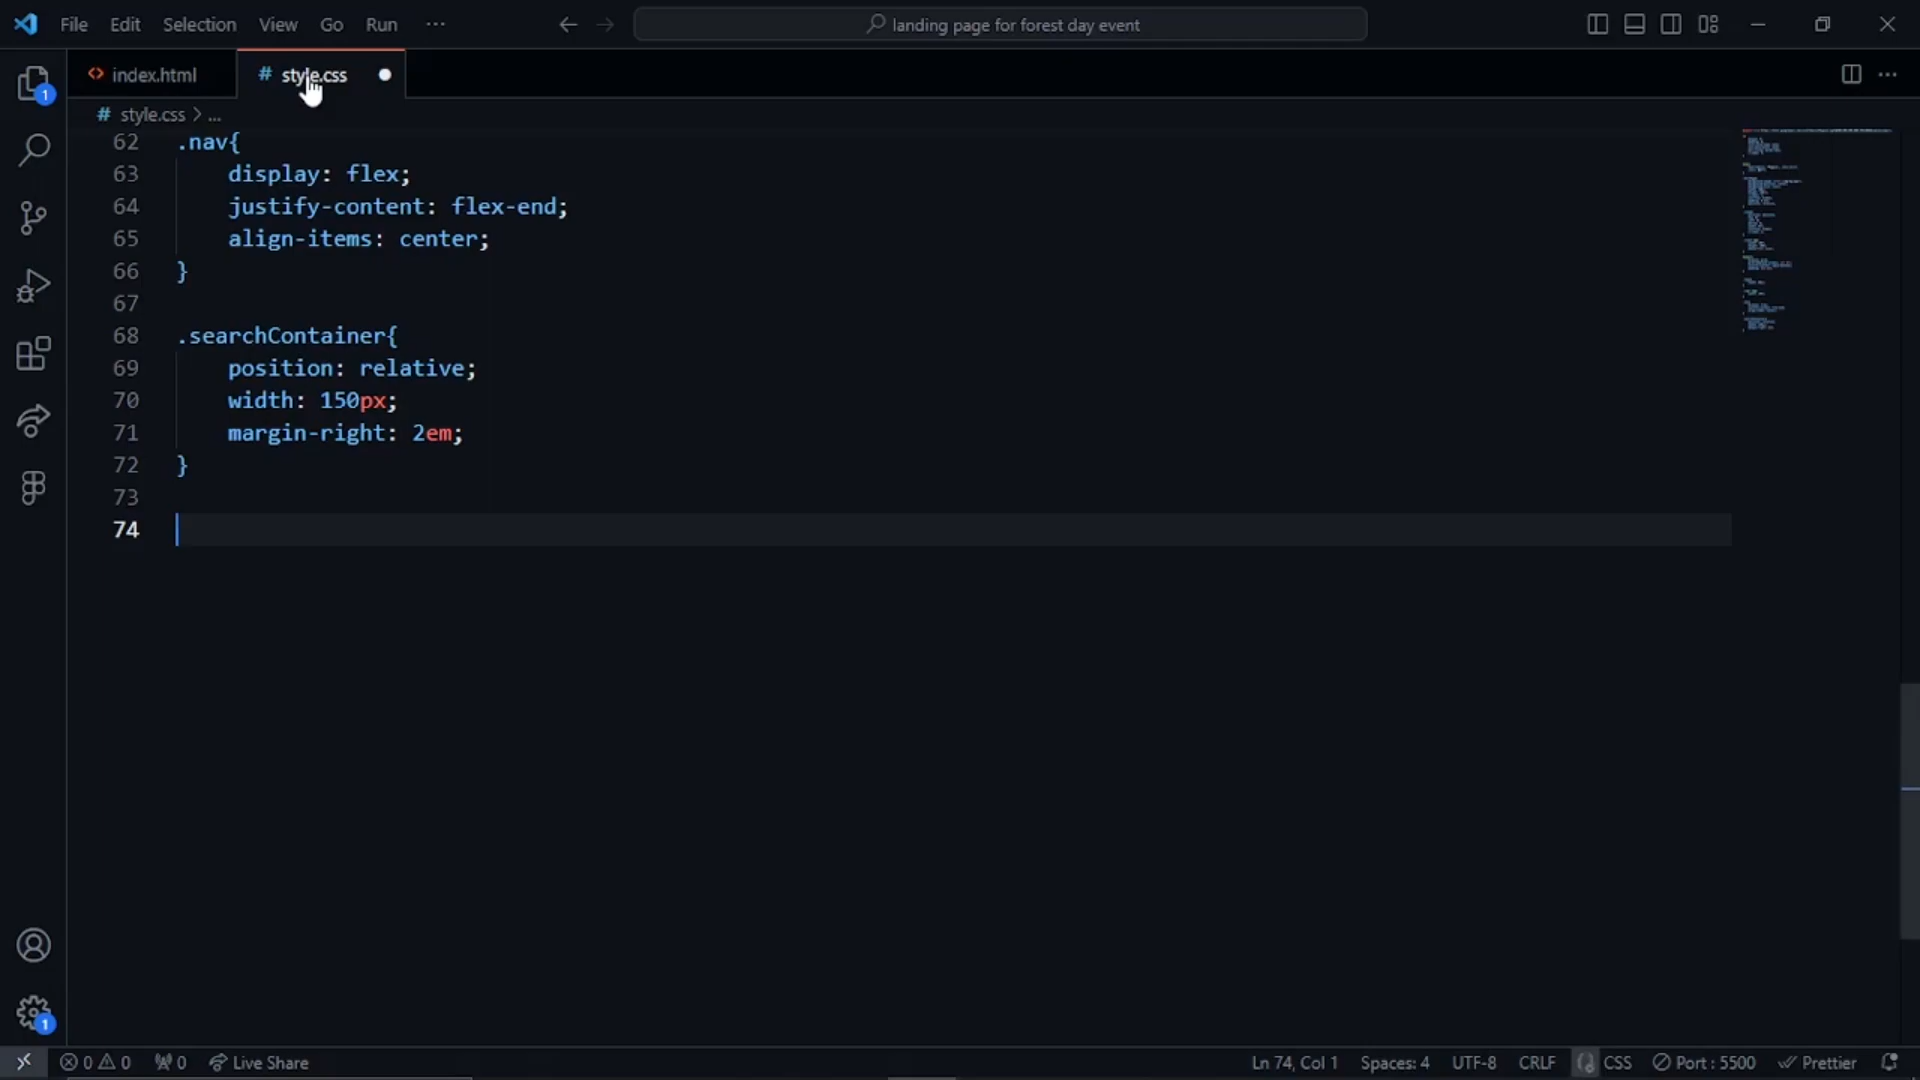 File Edit Selection View Go Run ···
landing page for forest day event
1
<> index.html
# style.css
# style.css > ...
62 .nav{
63 display: flex;
64 justify-content: flex-end;
65 align-items: center;
66 }
67
68 .searchContainer{
69 position: relative;
70 width: 150px;
71 margin-right: 2em;
72 }
73
74
1
0 0 0 Live Share Ln 74, Col 1 Spaces: 4 UTF-8 CRLF CSS Port : 5500 Prettier